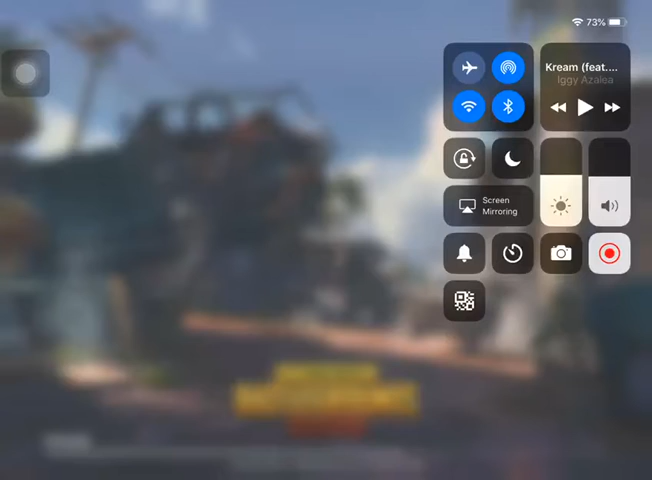 73%
Kream (feat....
Iggy Azalea
Screen
Mirroring